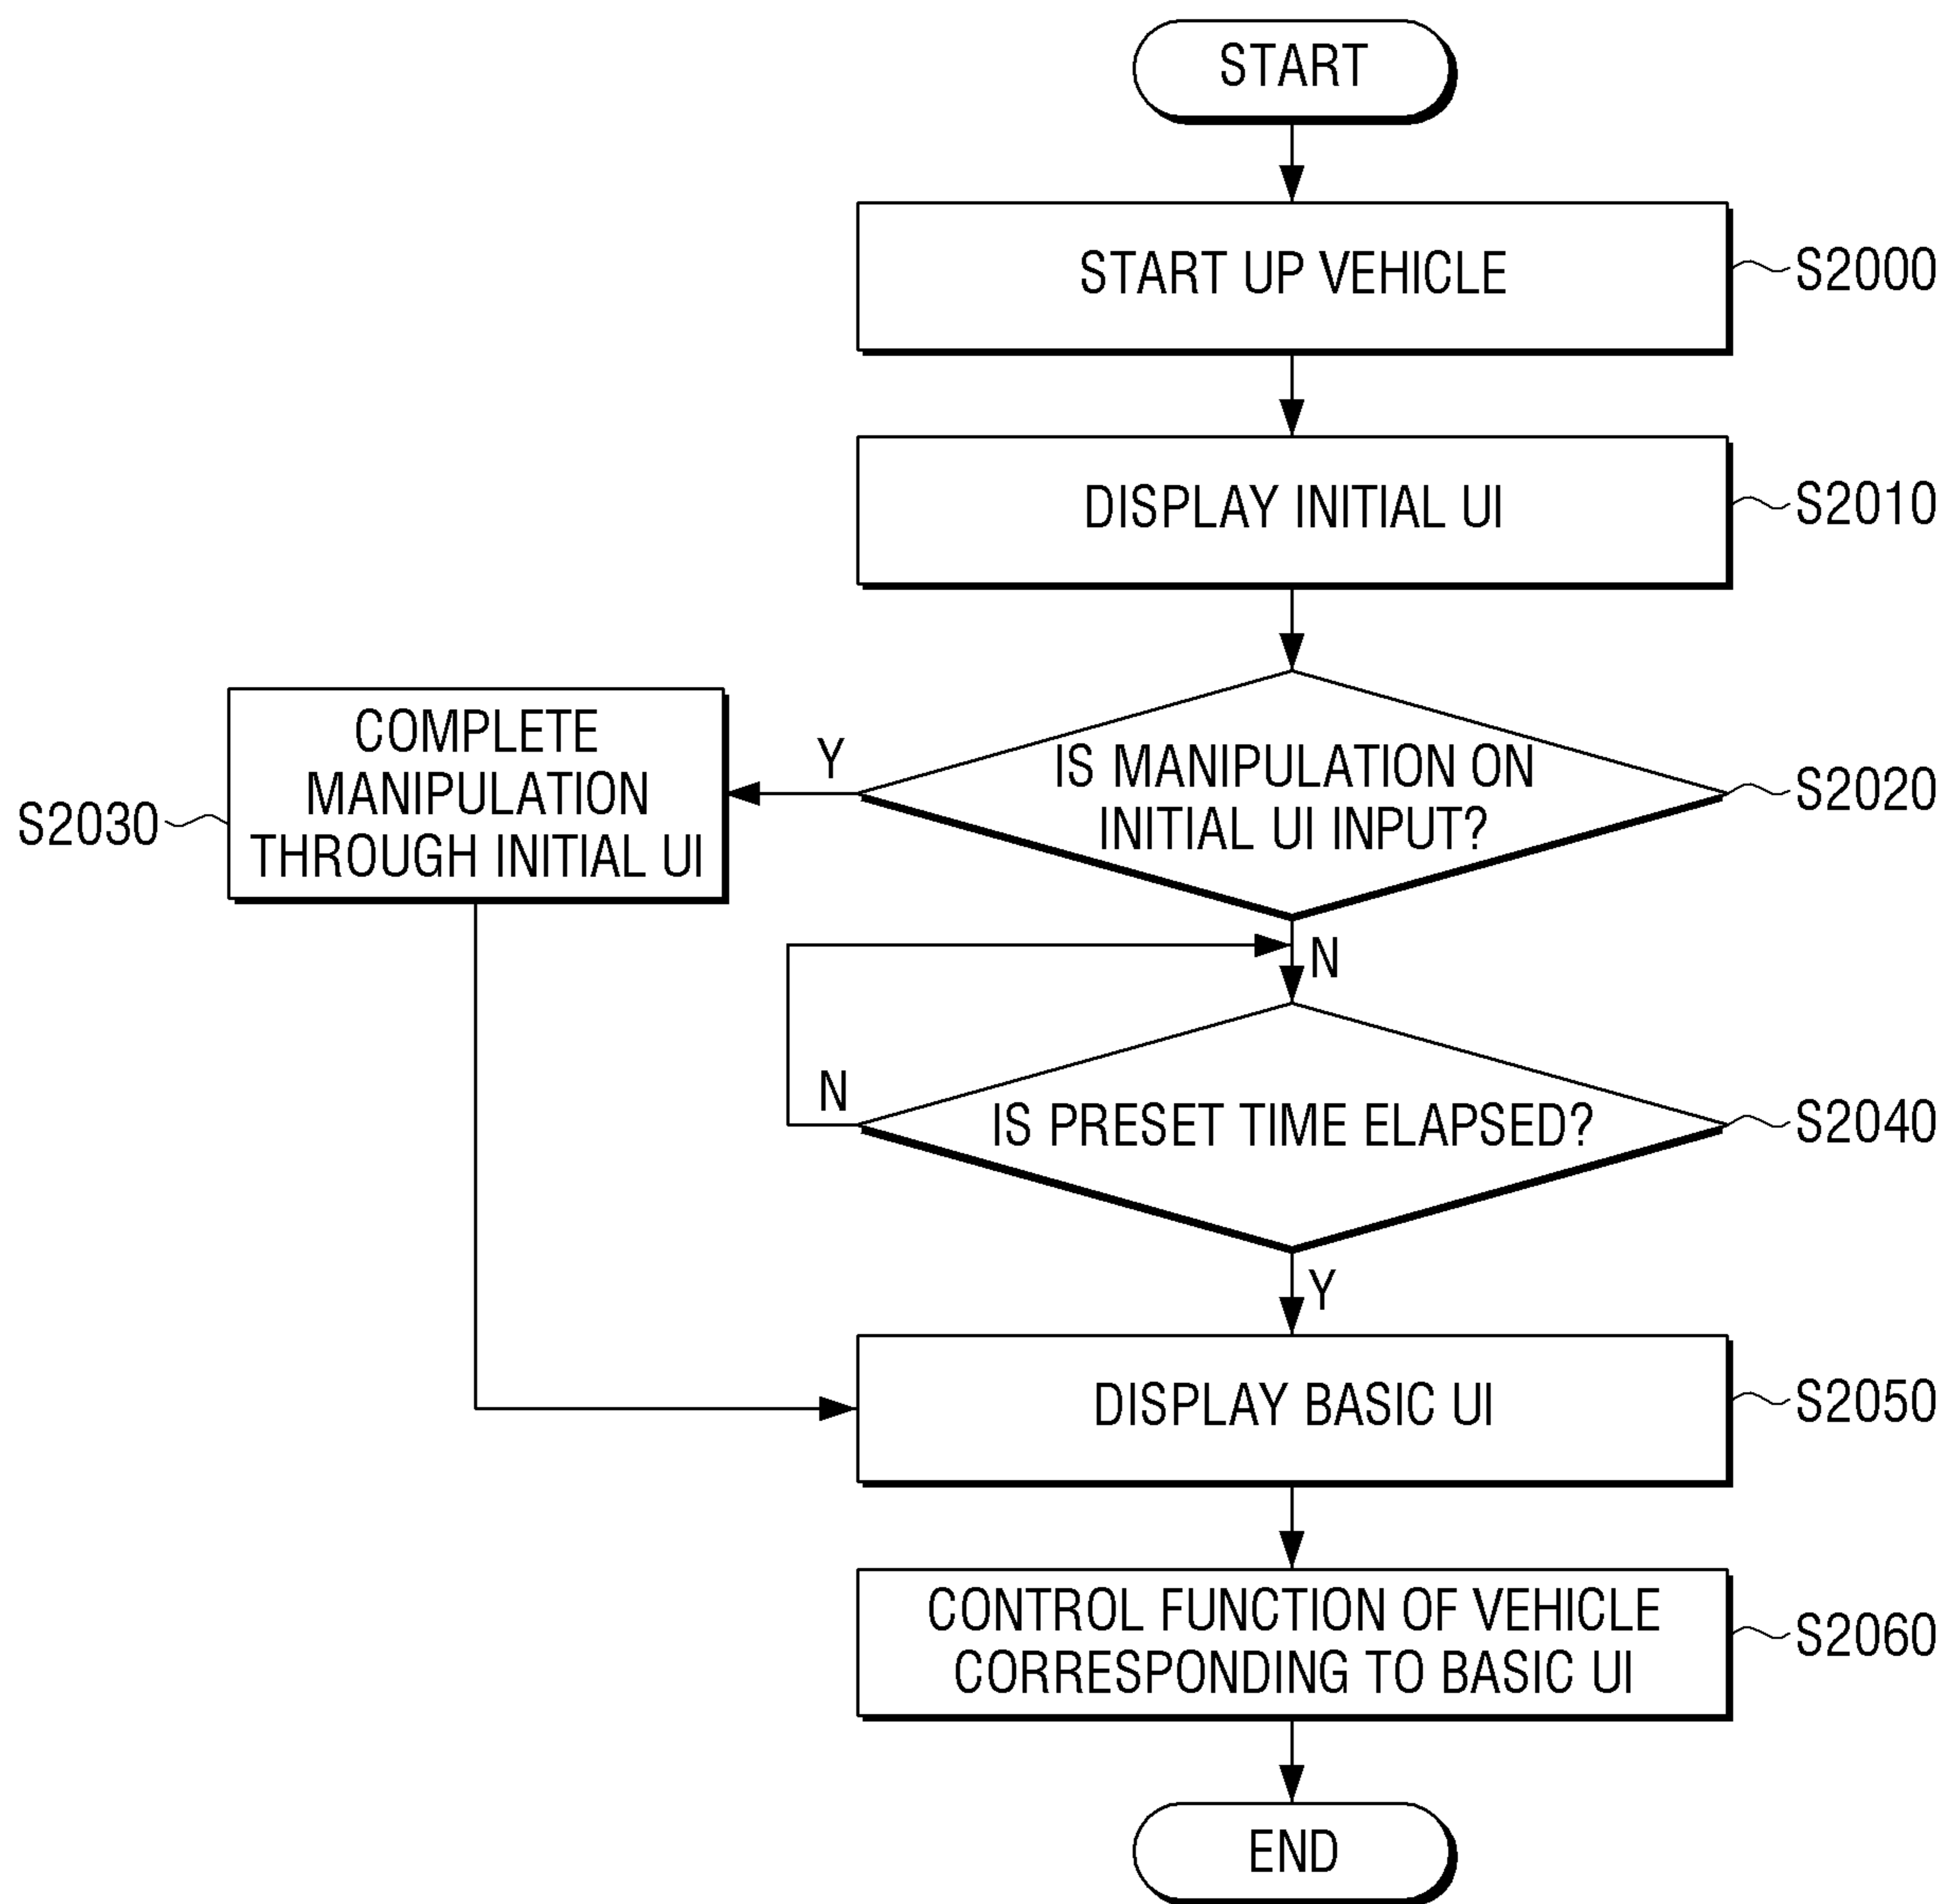 START
START UP VEHICLE
S2000
DISPLAY INITIAL UI
S2010
COMPLETE
MANIPULATION
THROUGH INITIAL UI
S2030
Y
IS MANIPULATION ON
INITIAL UI INPUT?
S2020
N
N
IS PRESET TIME ELAPSED?
S2040
Y
DISPLAY BASIC UI
S2050
CONTROL FUNCTION OF VEHICLE
CORRESPONDING TO BASIC UI
S2060
END